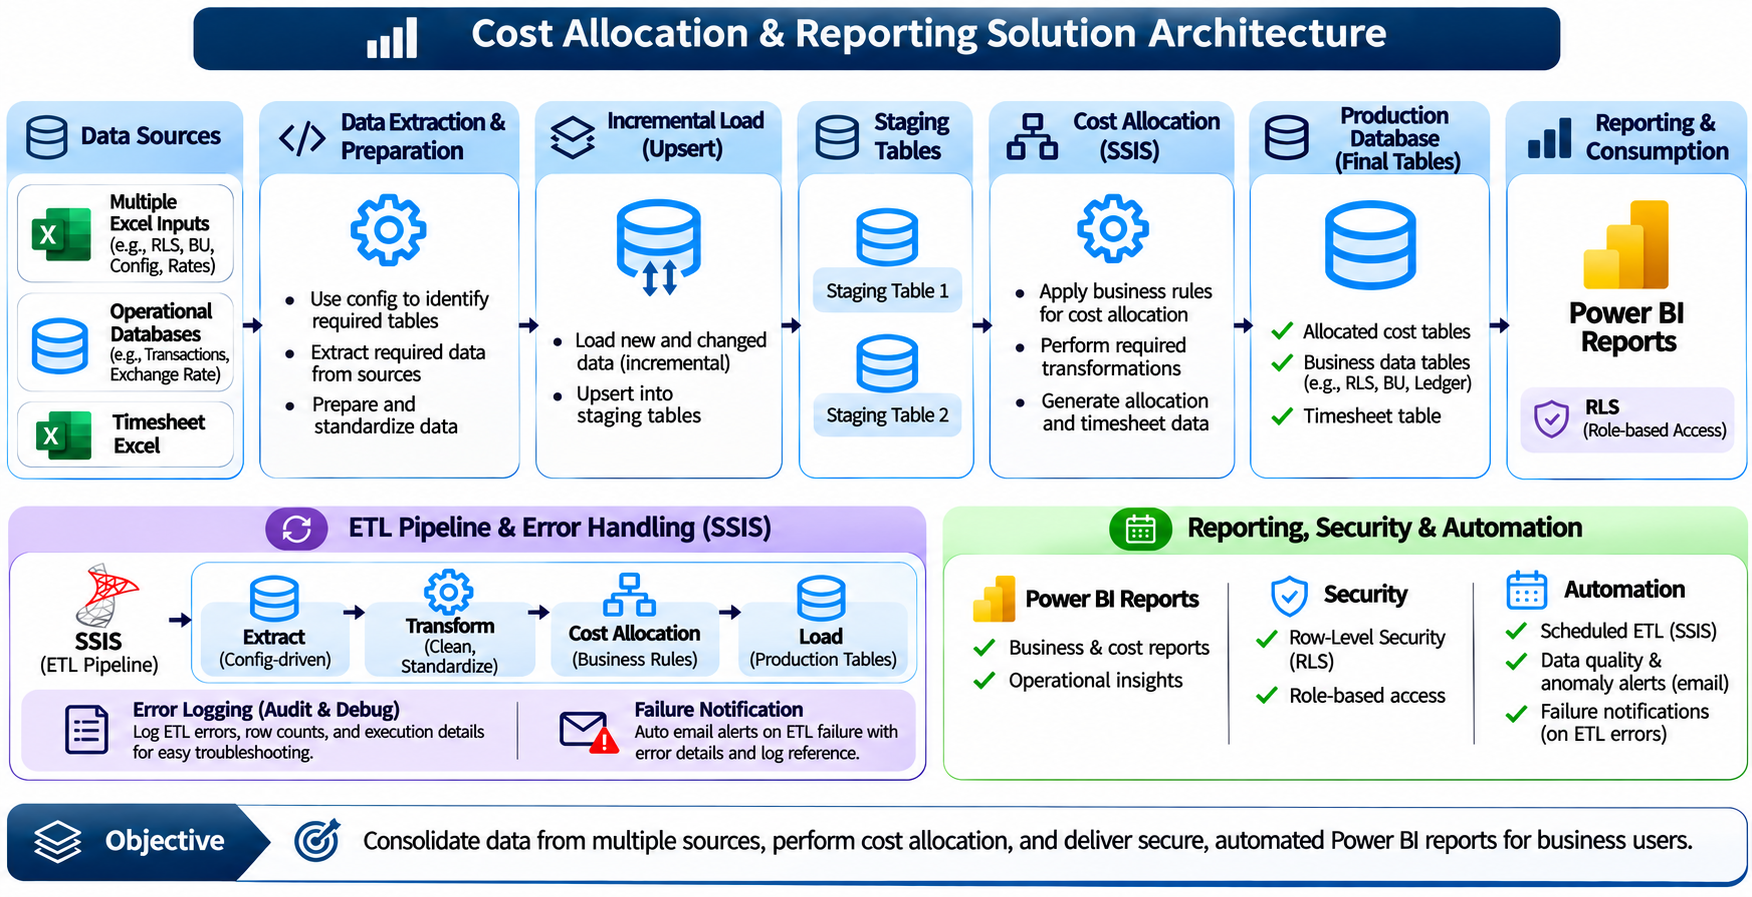 Cost Allocation & Reporting Solution Architecture
Data Sources
Multiple
Excel Inputs
(e.g., RLS, BU,
Config, Rates)
Operational
Databases
(e.g., Transactions,
Exchange Rate)
Timesheet
Excel
Data Extraction &
Preparation
• Use config to identify
required tables
• Extract required data
from sources
• Prepare and
standardize data
Incremental Load
(Upsert)
• Load new and changed
data (incremental)
• Upsert into
staging tables
Staging
Tables
Staging Table 1
Staging Table 2
Cost Allocation
(SSIS)
• Apply business rules
for cost allocation
• Perform required
transformations
• Generate allocation
and timesheet data
Production
Database
(Final Tables)
Allocated cost tables
Business data tables
(e.g., RLS, BU, Ledger)
Timesheet table
Reporting &
Consumption
Power BI
Reports
RLS
(Role-based Access)
ETL Pipeline & Error Handling (SSIS)
SSIS
(ETL Pipeline)
Extract
(Config-driven)
Transform
(Clean,
Standardize)
Cost Allocation
(Business Rules)
Load
(Production Tables)
Error Logging (Audit & Debug)
Log ETL errors, row counts, and execution details
for easy troubleshooting.
Failure Notification
Auto email alerts on ETL failure with
error details and log reference.
Reporting, Security & Automation
Power BI Reports
Business & cost reports
Operational insights
Security
Row-Level Security
(RLS)
Role-based access
Automation
Scheduled ETL (SSIS)
Data quality &
anomaly alerts (email)
Failure notifications
(on ETL errors)
Objective
Consolidate data from multiple sources, perform cost allocation, and deliver secure, automated Power BI reports for business users.